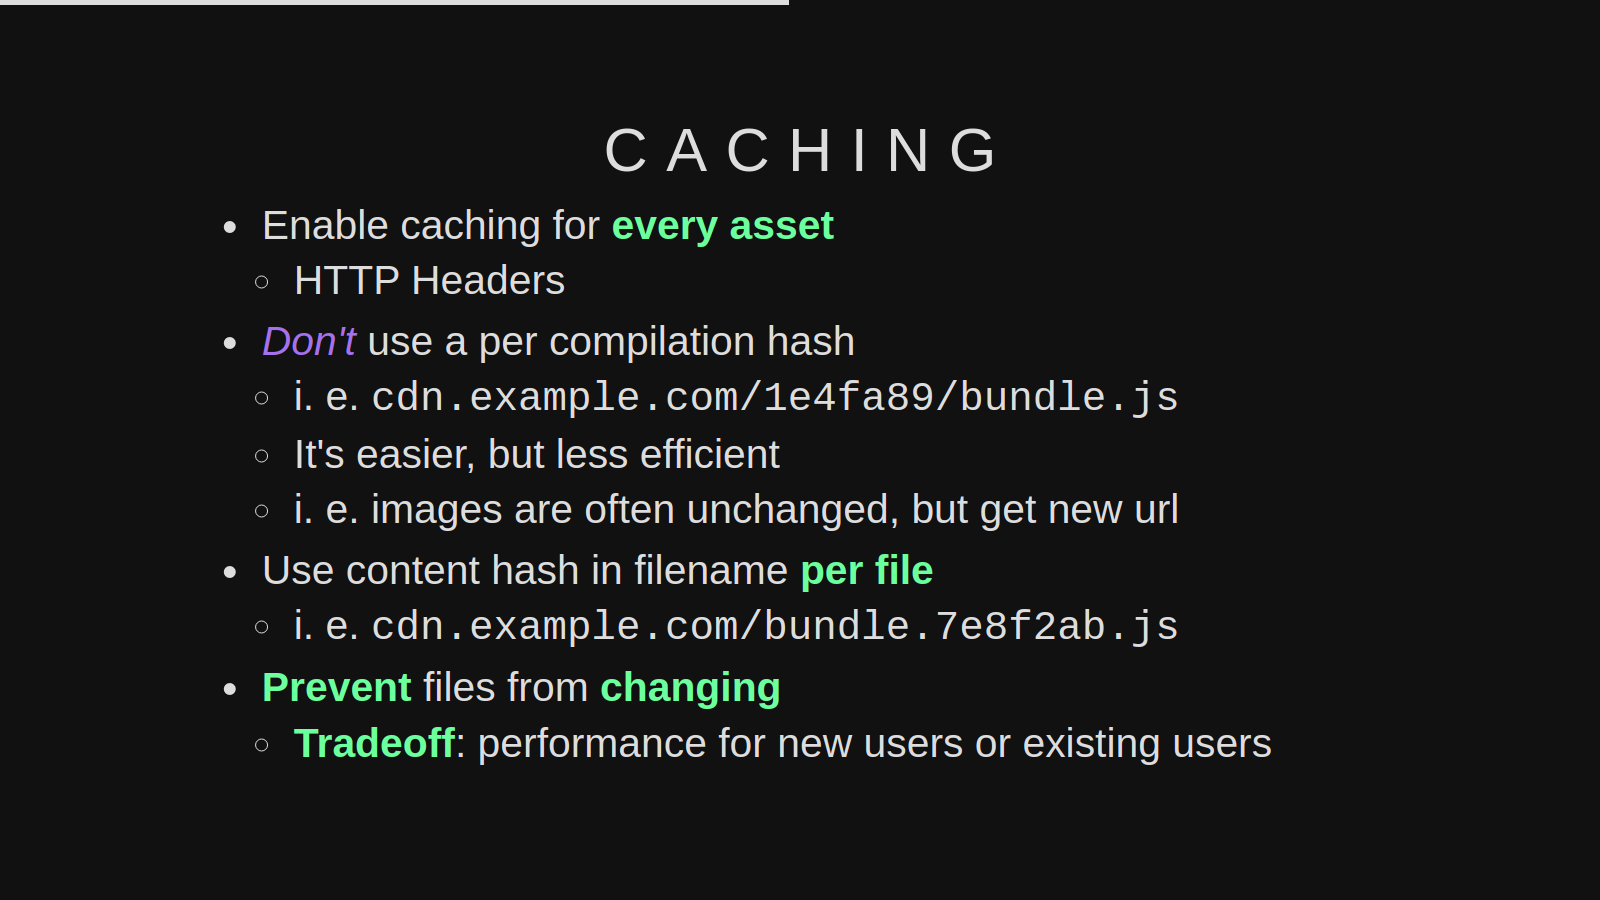 CACHING
• Enable caching for every asset
◦ HTTP Headers
• Don't use a per compilation hash
◦ i. e. cdn.example.com/1e4fa89/bundle.js
◦ It's easier, but less efficient
◦ i. e. images are often unchanged, but get new url
• Use content hash in filename per file
◦ i. e. cdn.example.com/bundle.7e8f2ab.js
• Prevent files from changing
◦ Tradeoff: performance for new users or existing users